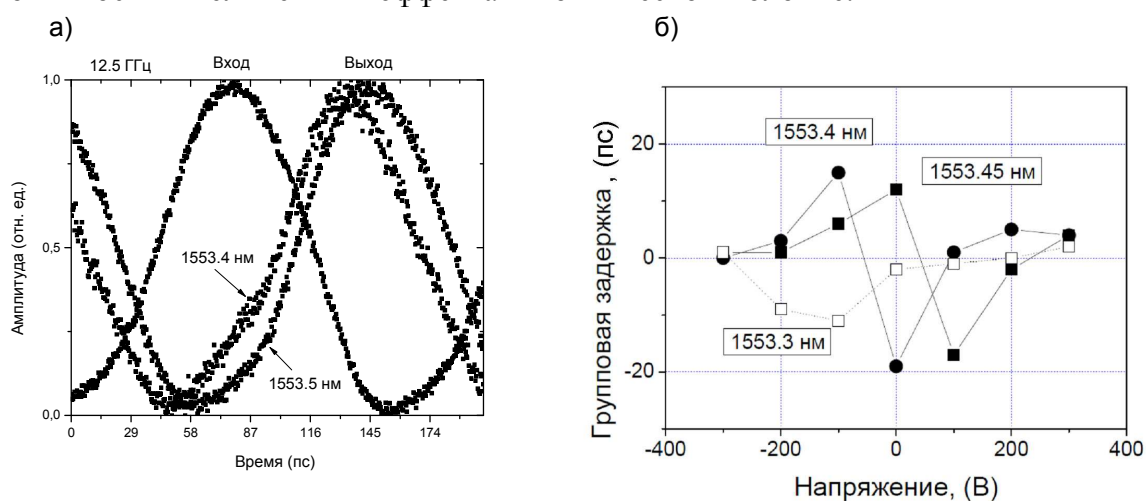 а)
б)
12.5 ГГц
Вход
Выход
1,0
0,5
0,0
Амплитуда (отн. ед.)
1553.4 нм
1553.5 нм
0
29
58
87
116
145
174
Время (пс)
20
0
-20
Групповая задержка , (пс)
1553.4 нм
1553.45 нм
1553.3 нм
-400
-200
0
200
400
Напряжение, (В)